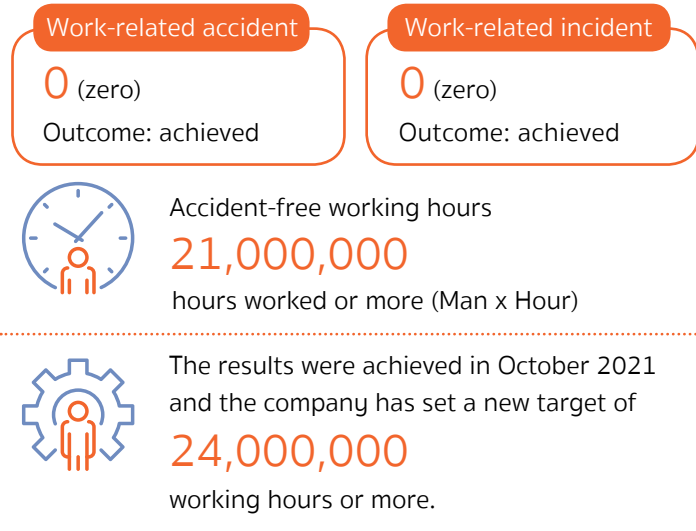 Work-related accident
0 (zero)
Outcome: achieved
Work-related incident
0 (zero)
Outcome: achieved
Accident-free working hours
21,000,000
hours worked or more (Man x Hour)
The results were achieved in October 2021
and the company has set a new target of
24,000,000
working hours or more.